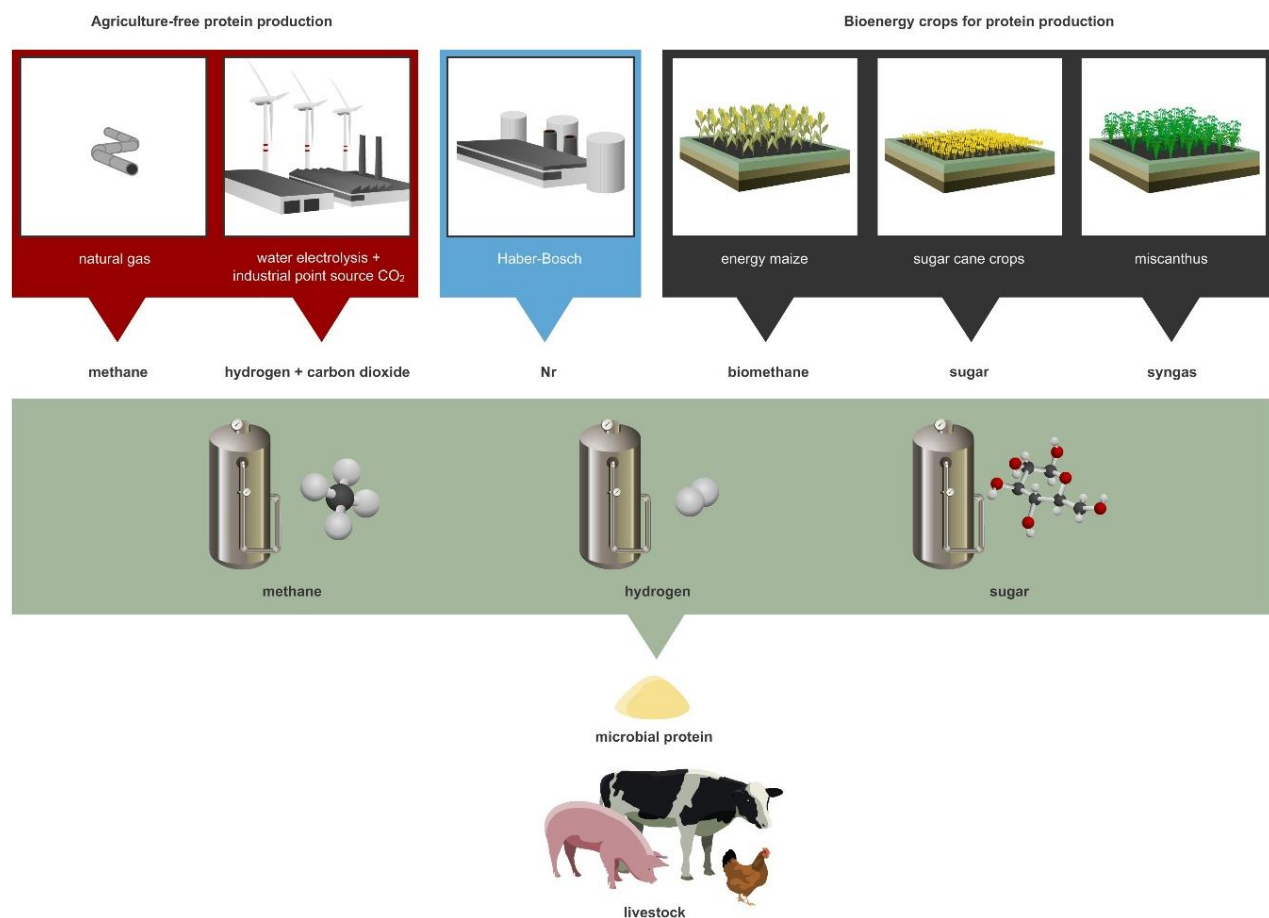 Agriculture-free protein production
Bioenergy crops for protein production
natural gas
water electrolysis +
industrial point source CO₂
Haber-Bosch
energy maize
sugar cane crops
miscanthus
methane
hydrogen + carbon dioxide
Nr
biomethane
sugar
syngas
methane
hydrogen
sugar
microbial protein
livestock